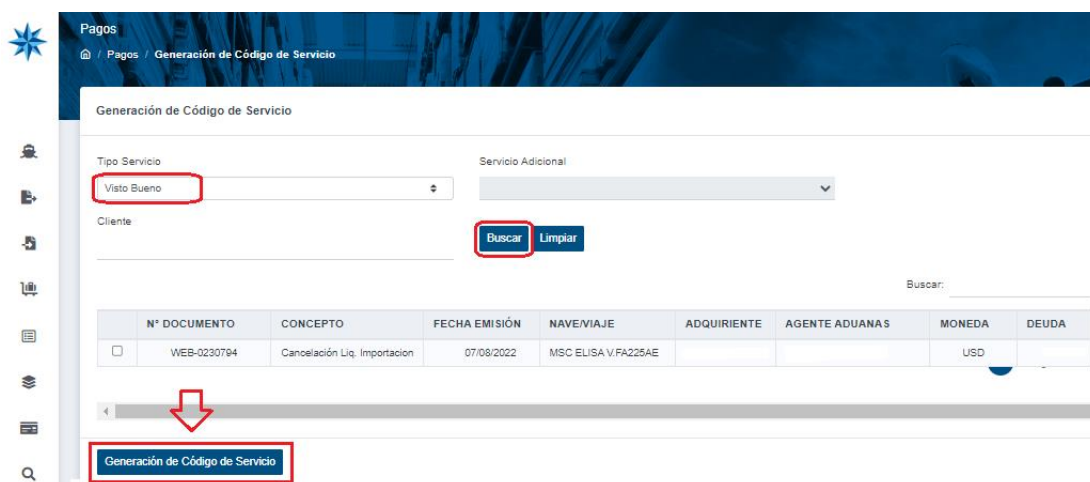 Pagos
/ Pagos / Generación de Código de Servicio
Generación de Código de Servicio
Tipo Servicio Servicio Adicional
Visto Bueno
Cliente
Buscar Limpiar
Buscar:
N° DOCUMENTO CONCEPTO FECHA EMISIÓN NAVE/VIAJE ADQUIRIENTE AGENTE ADUANAS MONEDA DEUDA
WEB-0230794 Cancelación Liq. Importacion 07/08/2022 MSC ELISA V.FA225AE USD
Generación de Código de Servicio